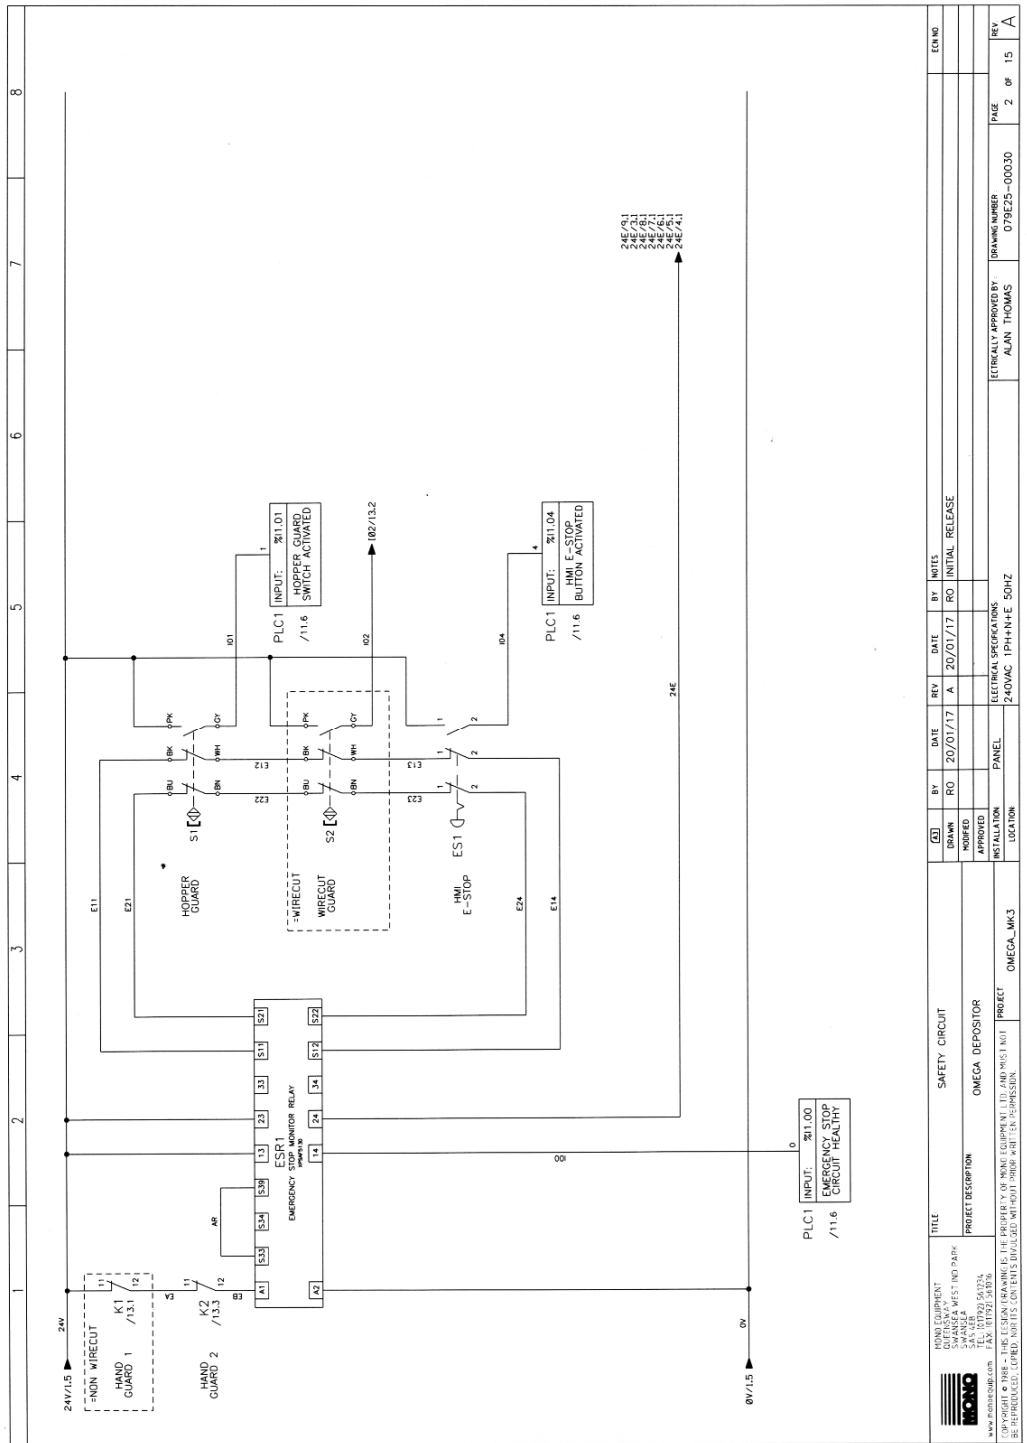 1
2
3
4
5
6
7
8
24V/1.5
24V
=NON WIRECUT
HAND
GUARD 1
K1
/13.1
11
12
EA
HAND
GUARD 2
K2
/13.3
11
12
EB
A1
S33
S34
S39
13
23
33
S11
S21
AR
ESR1
XPSAF5130
EMERGENCY STOP MONITOR RELAY
A2
14
24
34
S12
S22
E11
E21
HOPPER
GUARD
S1
BU
BN
BK
WH
PK
GY
E22
E12
=WIRECUT
WIRECUT
GUARD
S2
BU
BN
BK
WH
PK
GY
E23
E13
HMI
E-STOP
ES1
1
2
1
2
1
2
E24
E14
I01
1
PLC1
/11.6
INPUT: %I1.01
HOPPER GUARD
SWITCH ACTIVATED
I02
I02/13.2
I04
4
PLC1
/11.6
INPUT: %I1.04
HMI E-STOP
BUTTON ACTIVATED
24E
24E/9.1
24E/3.1
24E/8.1
24E/7.1
24E/6.1
24E/5.1
24E/4.1
I00
0
PLC1
/11.6
INPUT: %I1.00
EMERGENCY STOP
CIRCUIT HEALTHY
0V/1.5
0V
MONO
www.monoequip.com
MONO EQUIPMENT
QUEENSWAY
SWANSEA WEST IND PARK
SWANSEA
SA5 4EB
TEL: (01792) 561234
FAX: (01792) 561016
COPYRIGHT © 1988 - THIS DESIGN/DRAWING IS THE PROPERTY OF MONO EQUIPMENT LTD. AND MUST NOT
BE REPRODUCED, COPIED, NOR ITS CONTENTS DIVULGED WITHOUT PRIOR WRITTEN PERMISSION.
TITLE
SAFETY CIRCUIT
PROJECT DESCRIPTION
OMEGA DEPOSITOR
PROJECT
OMEGA_MK3
A3 BY DATE REV DATE BY NOTES ECN NO.
DRAWN RO 20/01/17 A 20/01/17 RO INITIAL RELEASE
MODIFIED
APPROVED
INSTALLATION:
PANEL
LOCATION:
ELECTRICAL SPECIFICATIONS:
240VAC 1PH+N+E 50HZ
ECTRICALLY APPROVED BY:
ALAN THOMAS
DRAWING NUMBER:
079E25-00030
PAGE
2 OF 15
REV
A